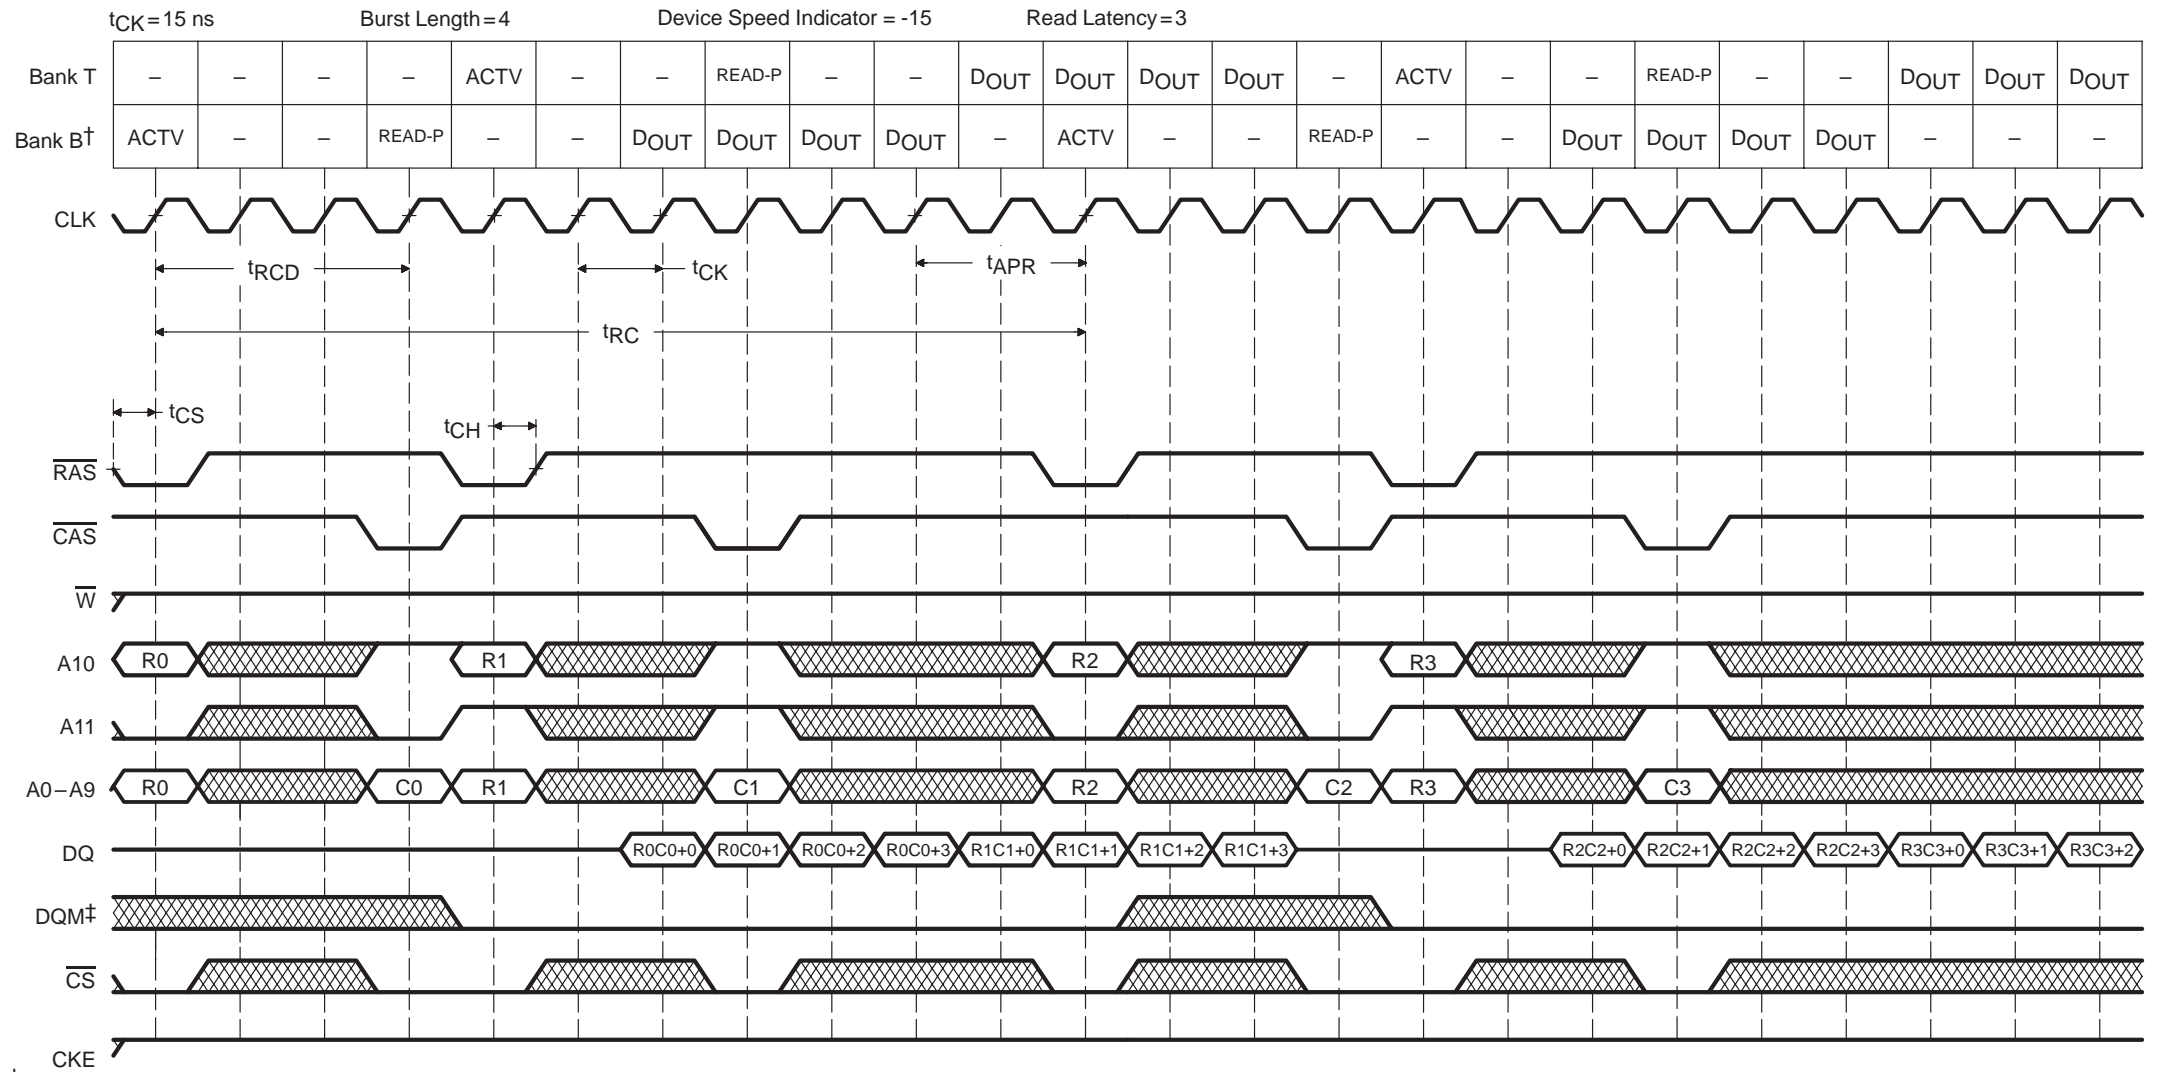 tCK=15 ns Burst Length=4 Device Speed Indicator = -15 Read Latency=3
Bank T – – – – ACTV – – READ-P – – DOUT DOUT DOUT DOUT – ACTV – – READ-P – – DOUT DOUT DOUT
Bank B† ACTV – – READ-P – – DOUT DOUT DOUT DOUT – ACTV – – READ-P – – DOUT DOUT DOUT DOUT – – –
CLK
tRCD tCK tAPR
tRC
tCS
tCH
RAS
CAS
W
A10 R0 R1 R2 R3
A11
A0–A9 R0 C0 R1 C1 R2 C2 R3 C3
DQ R0C0+0 R0C0+1 R0C0+2 R0C0+3 R1C1+0 R1C1+1 R1C1+2 R1C1+3 R2C2+0 R2C2+1 R2C2+2 R2C2+3 R3C3+0 R3C3+1 R3C3+2
DQM‡
CS
CKE